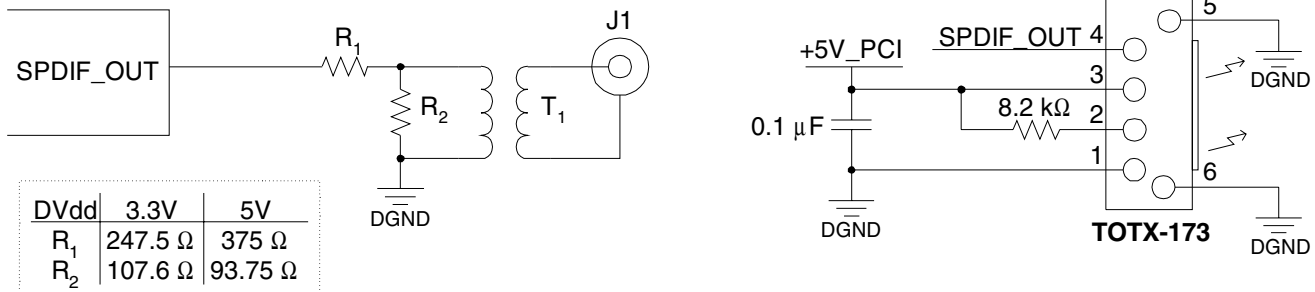 SPDIF_OUT
R1
R2
T1
J1
DGND
DVdd 3.3V 5V
R1 247.5 Ω 375 Ω
R2 107.6 Ω 93.75 Ω
+5V_PCI
SPDIF_OUT 4
3
8.2 kΩ
2
0.1 μF
1
DGND
5
DGND
6
DGND
TOTX-173